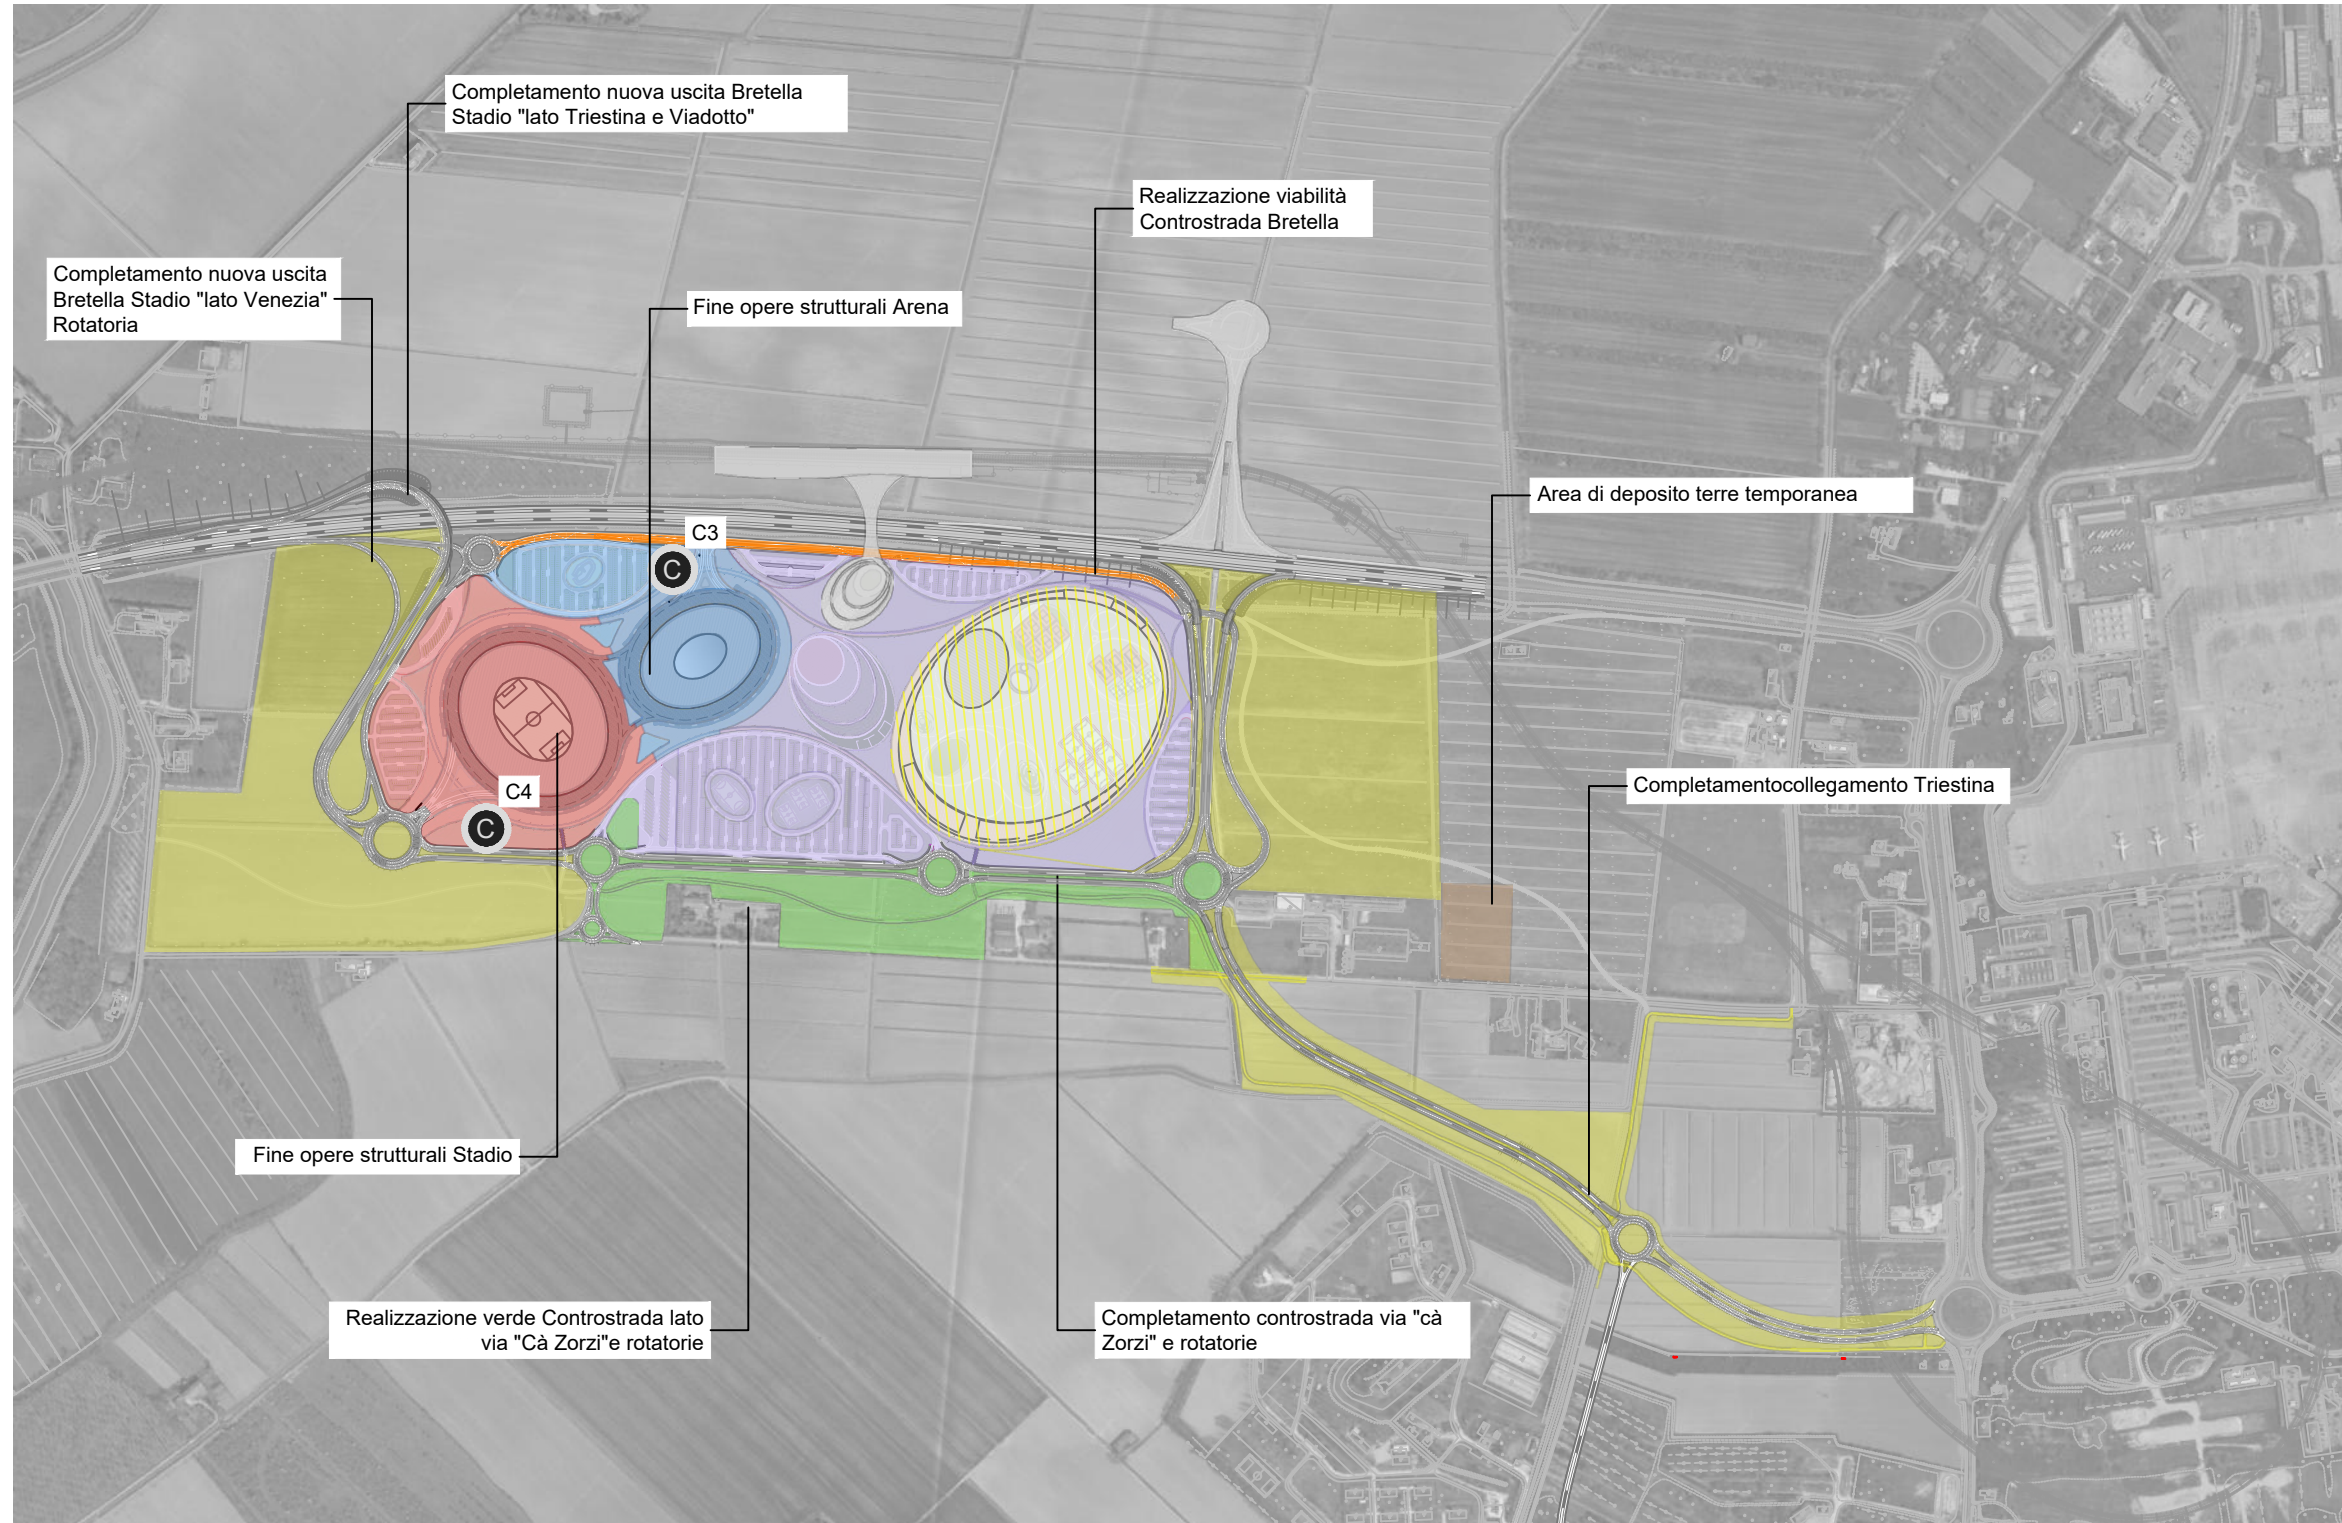 Completamento nuova uscita Bretella
Stadio "lato Triestina e Viadotto"
Realizzazione viabilità
Controstrada Bretella
Completamento nuova uscita
Bretella Stadio "lato Venezia"
Rotatoria
Fine opere strutturali Arena
Area di deposito terre temporanea
C3
C
Completamentocollegamento Triestina
C4
C
Fine opere strutturali Stadio
Realizzazione verde Controstrada lato
via "Cà Zorzi"e rotatorie
Completamento controstrada via "cà
Zorzi" e rotatorie